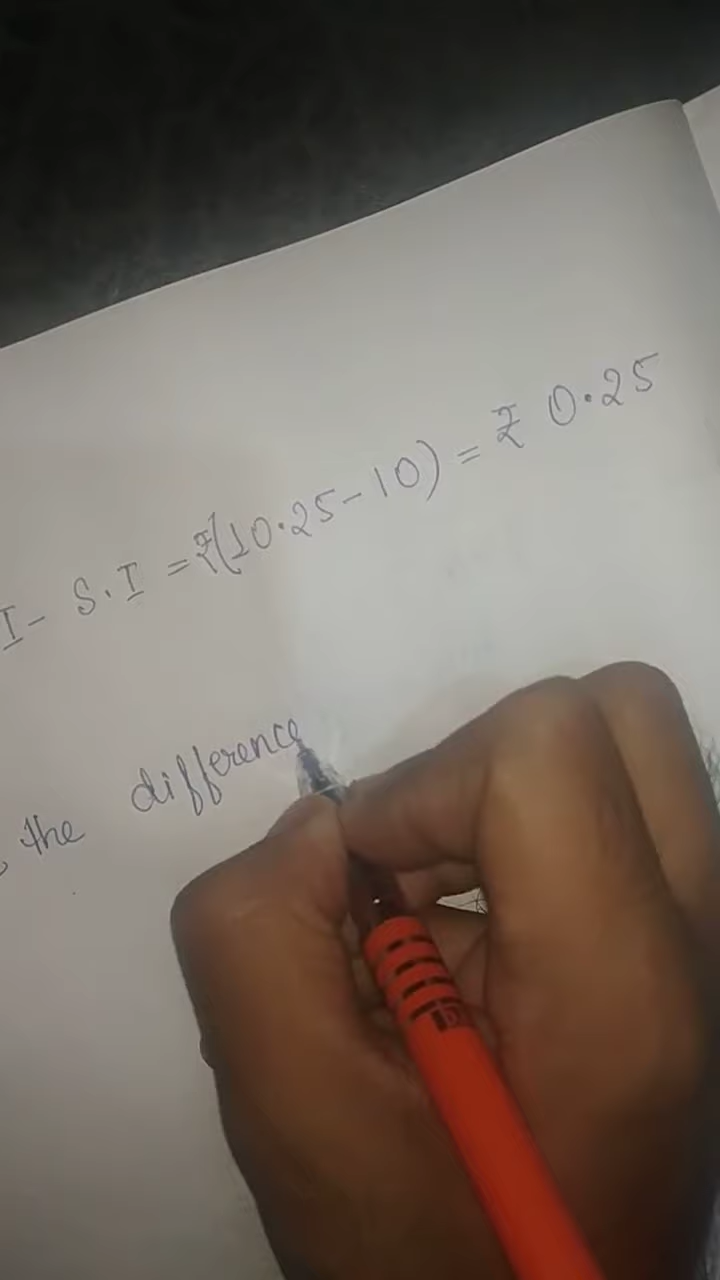 I - S.I = ₹(10.25-10) = ₹ 0.25
the difference